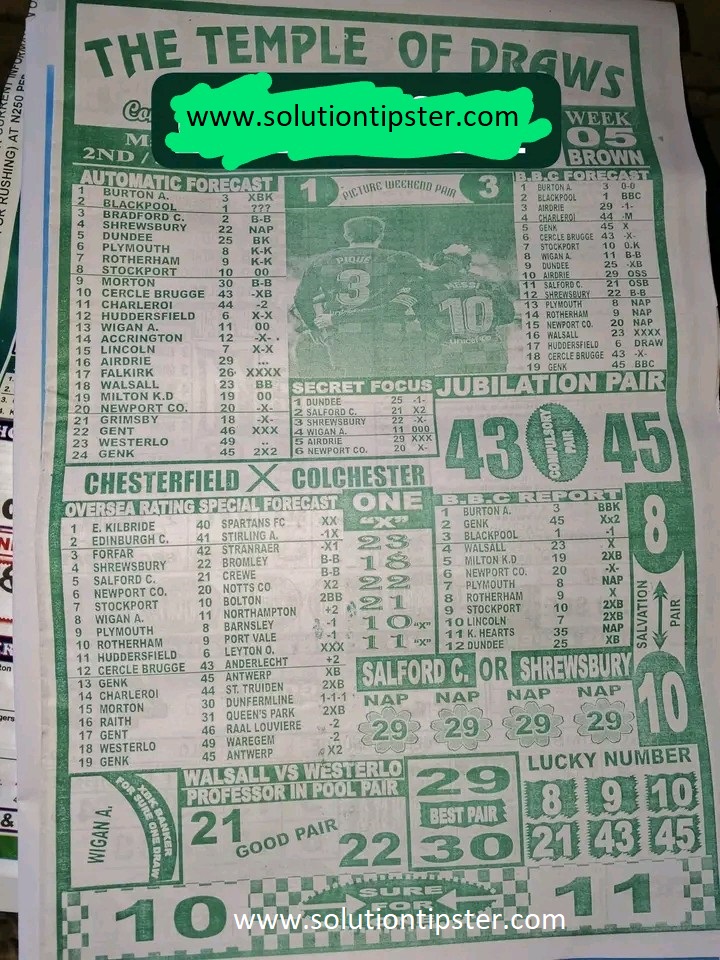 THE TEMPLE OF DRAWS
www.solutiontipster.com
WEEK
05
2ND /
BROWN
AUTOMATIC FORECAST
1 BURTON A. 3 XBK
2 BLACKPOOL 1 ???
3 BRADFORD C. 2 B-B
4 SHREWSBURY 22 NAP
5 DUNDEE 25 BK
6 PLYMOUTH 8 K-K
7 ROTHERHAM 9 K-K
8 STOCKPORT 10 00
9 MORTON 30 B-B
10 CERCLE BRUGGE 43 -XB
11 CHARLEROI 44 -2
12 HUDDERSFIELD 6 X-X
13 WIGAN A. 11 00
14 ACCRINGTON 12 -X-
15 LINCOLN 7 X-X
16 AIRDRIE 29 ...
17 FALKIRK 26 XXXX
18 WALSALL 23 BB
19 MILTON K.D 19 00
20 NEWPORT CO. 20 -X-
21 GRIMSBY 18 -X-
22 GENT 46 XXX
23 WESTERLO 49 ..
24 GENK 45 2X2
1 PICTURE WEEKEND PAIR 3
PIQUE
3
MESSI
10
unicef
B.B.C FORECAST
1 BURTON A. 3 0-0
2 BLACKPOOL 1 BBC
3 AIRDRIE 29 -1-
4 CHARLEROI 44 -M
5 GENK 45 X
6 CERCLE BRUGGE 43 -X-
7 STOCKPORT 10 0.K
8 WIGAN A. 11 B-B
9 DUNDEE 25 -XB
10 AIRDRIE 29 OSS
11 SALFORD C. 21 OSB
12 SHREWSBURY 22 B-B
13 PLYMOUTH 8 NAP
14 ROTHERHAM 9 NAP
15 NEWPORT CO. 20 NAP
16 WALSALL 23 XXXX
17 HUDDERSFIELD 6 DRAW
18 CERCLE BRUGGE 43 -X-
19 GENK 45 BBC
SECRET FOCUS
1 DUNDEE 25 -1-
2 SALFORD C. 21 X2
3 SHREWSBURY 22 -X-
4 WIGAN A. 11 000
5 AIRDRIE 29 XXX
6 NEWPORT CO. 20 X-
JUBILATION PAIR
43 COMPULSORY PAIR 45
CHESTERFIELD X COLCHESTER
OVERSEA RATING SPECIAL FORECAST
1 E. KILBRIDE 40 SPARTANS FC -XX
2 EDINBURGH C. 41 STIRLING A. -1X
3 FORFAR 42 STRANRAER -X1
4 SHREWSBURY 22 BROMLEY B-B
5 SALFORD C. 21 CREWE B-B
6 NEWPORT CO. 20 NOTTS CO X2
7 STOCKPORT 10 BOLTON 2BB
8 WIGAN A. 11 NORTHAMPTON +2
9 PLYMOUTH 8 BARNSLEY -1
10 ROTHERHAM 9 PORT VALE -1
11 HUDDERSFIELD 6 LEYTON O. XXX
12 CERCLE BRUGGE 43 ANDERLECHT +2
13 GENK 45 ANTWERP XB
14 CHARLEROI 44 ST. TRUIDEN 2XB
15 MORTON 30 DUNFERMLINE 1-1-1
16 RAITH 31 QUEEN'S PARK 2XB
17 GENT 46 RAAL LOUVIERE -2
18 WESTERLO 49 WAREGEM -2
19 GENK 45 ANTWERP X2
ONE
"X"
23
18
22
21
10 "X"
11 "X"
B.B.C REPORT
1 BURTON A. 3 BBK
2 GENK 45 Xx2
3 BLACKPOOL 1 -1
4 WALSALL 23 X
5 MILTON K.D 19 2XB
6 NEWPORT CO. 20 -X-
7 PLYMOUTH 8 NAP
8 ROTHERHAM 9 X
9 STOCKPORT 10 2XB
10 LINCOLN 7 2XB
11 K. HEARTS 35 NAP
12 DUNDEE 25 XB
8
SALVATION PAIR
10
SALFORD C. OR SHREWSBURY
NAP NAP NAP NAP
29 29 29 29
WIGAN A.
XBK BANKER
FOR SURE ONE DRAW
WALSALL VS WESTERLO
PROFESSOR IN POOL PAIR
21 GOOD PAIR 22
29
BEST PAIR
30
LUCKY NUMBER
8 9 10
21 43 45
10 SURE FOR 11
www.solutiontipster.com